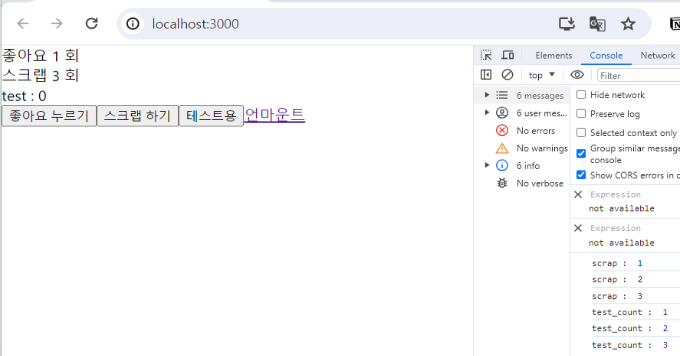 localhost:3000
좋아요 1 회
스크랩 3 회
test : 0
좋아요 누르기 스크랩 하기 테스트용 언마운트
Elements Console Network
top Filter
6 messages
6 user mes...
No errors
No warnings
6 info
No verbose
Hide network
Preserve log
Selected context only
Group similar message
console
Show CORS errors in c
Expression
not available
Expression
not available
scrap : 1
scrap : 2
scrap : 3
test_count : 1
test_count : 2
test_count : 3